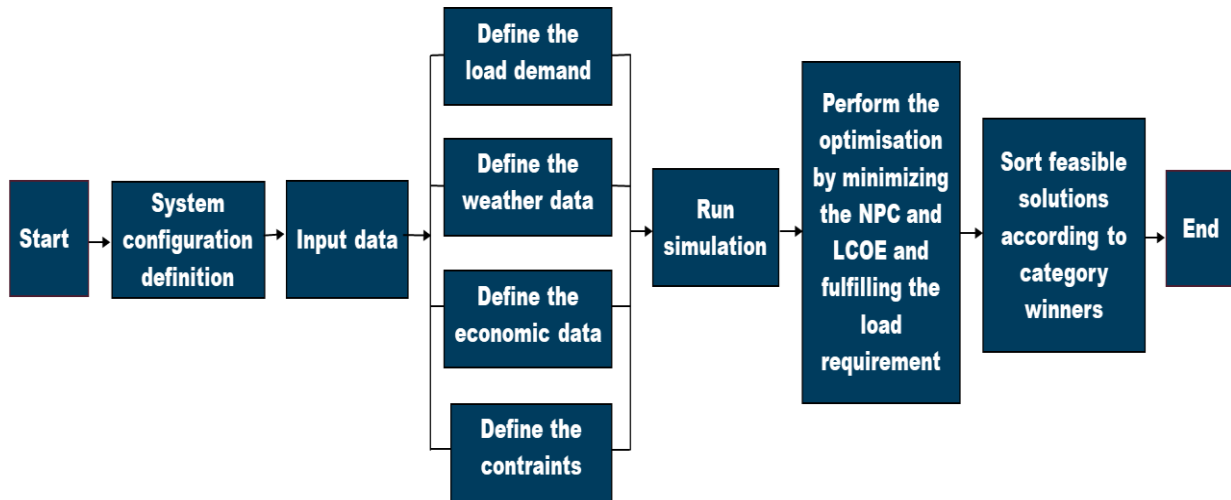 Start
System
configuration
definition
Input data
Define the
load demand
Define the
weather data
Define the
economic data
Define the
contraints
Run
simulation
Perform the
optimisation
by minimizing
the NPC and
LCOE and
fulfilling the
load
requirement
Sort feasible
solutions
according to
category
winners
End